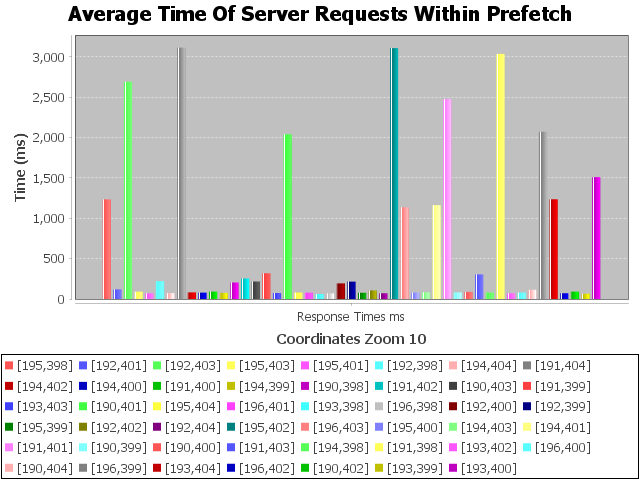 Average Time Of Server Requests Within Prefetch
3,000
2,500
2,000
1,500
1,000
500
0
Time (ms)
Response Times ms
Coordinates Zoom 10
[195,398] [192,401] [192,403] [195,403] [195,401] [192,398] [194,404] [191,404]
[194,402] [194,400] [191,400] [194,399] [190,398] [191,402] [190,403] [191,399]
[193,403] [190,401] [195,404] [196,401] [193,398] [196,398] [192,400] [192,399]
[195,399] [192,402] [192,404] [195,402] [196,403] [195,400] [194,403] [194,401]
[191,401] [190,399] [190,400] [191,403] [194,398] [191,398] [193,402] [196,400]
[190,404] [196,399] [193,404] [196,402] [190,402] [193,399] [193,400]